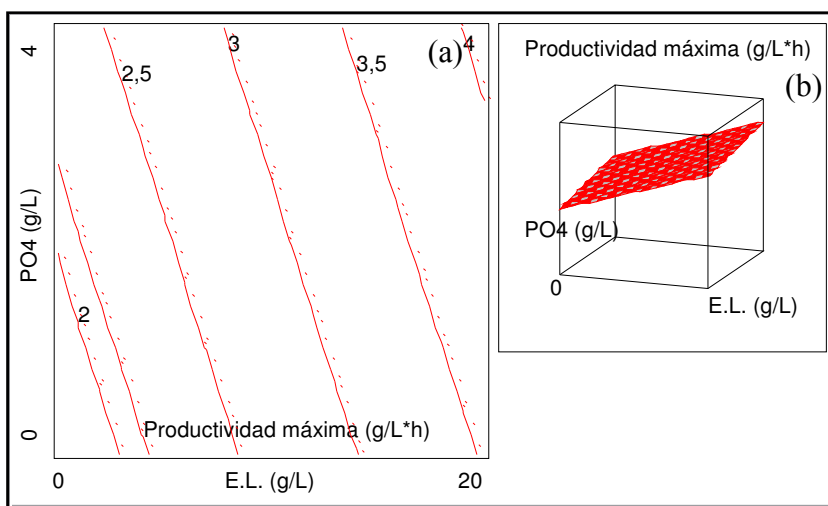 4
2,5
3
3,5
4
(a)
PO4 (g/L)
2
0
Productividad máxima (g/L*h)
0
E.L. (g/L)
20
Productividad máxima (g/L*h)
(b)
PO4 (g/L)
0
E.L. (g/L)